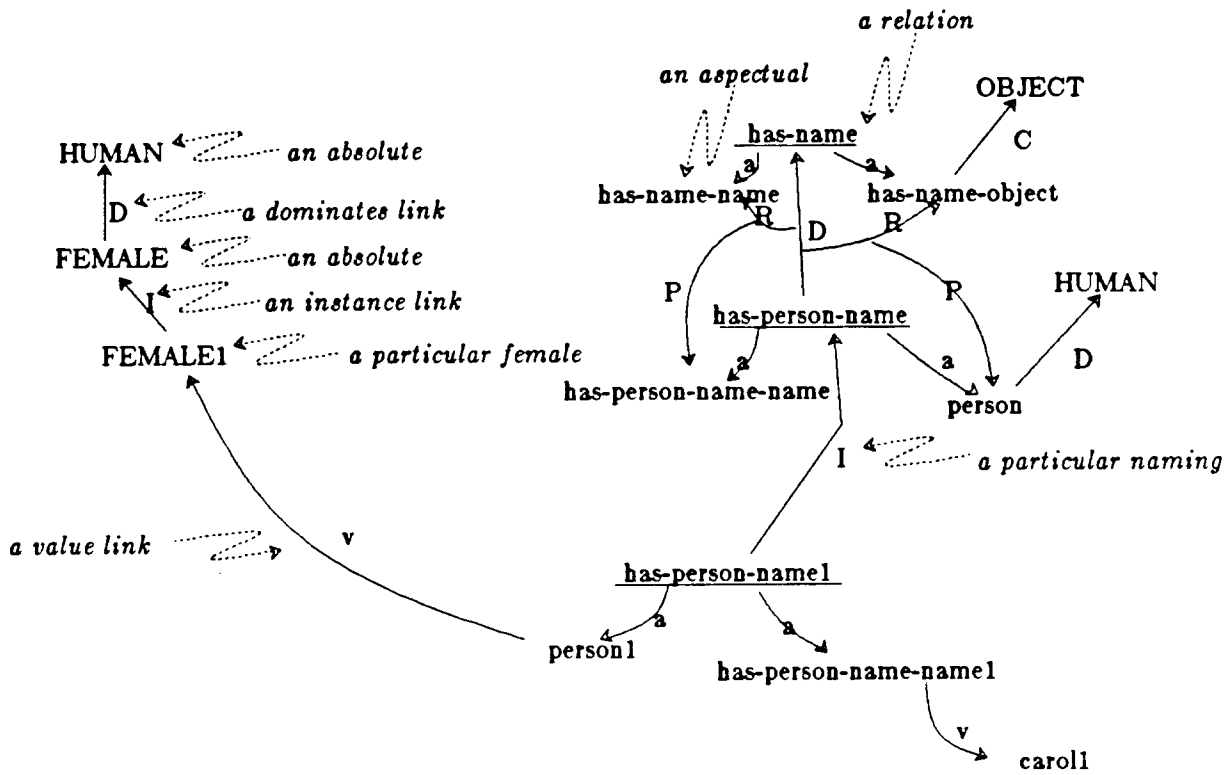 a relation
an aspectual
OBJECT
has-name
C
HUMAN
an absolute
a
a
has-name-name
has-name-object
D
a dominates link
R
D
R
FEMALE
an absolute
P
P
HUMAN
I
an instance link
has-person-name
D
FEMALE1
a particular female
a
a
has-person-name-name
person
I
a particular naming
a value link
v
has-person-name1
a
a
person1
has-person-name-name1
v
carol1